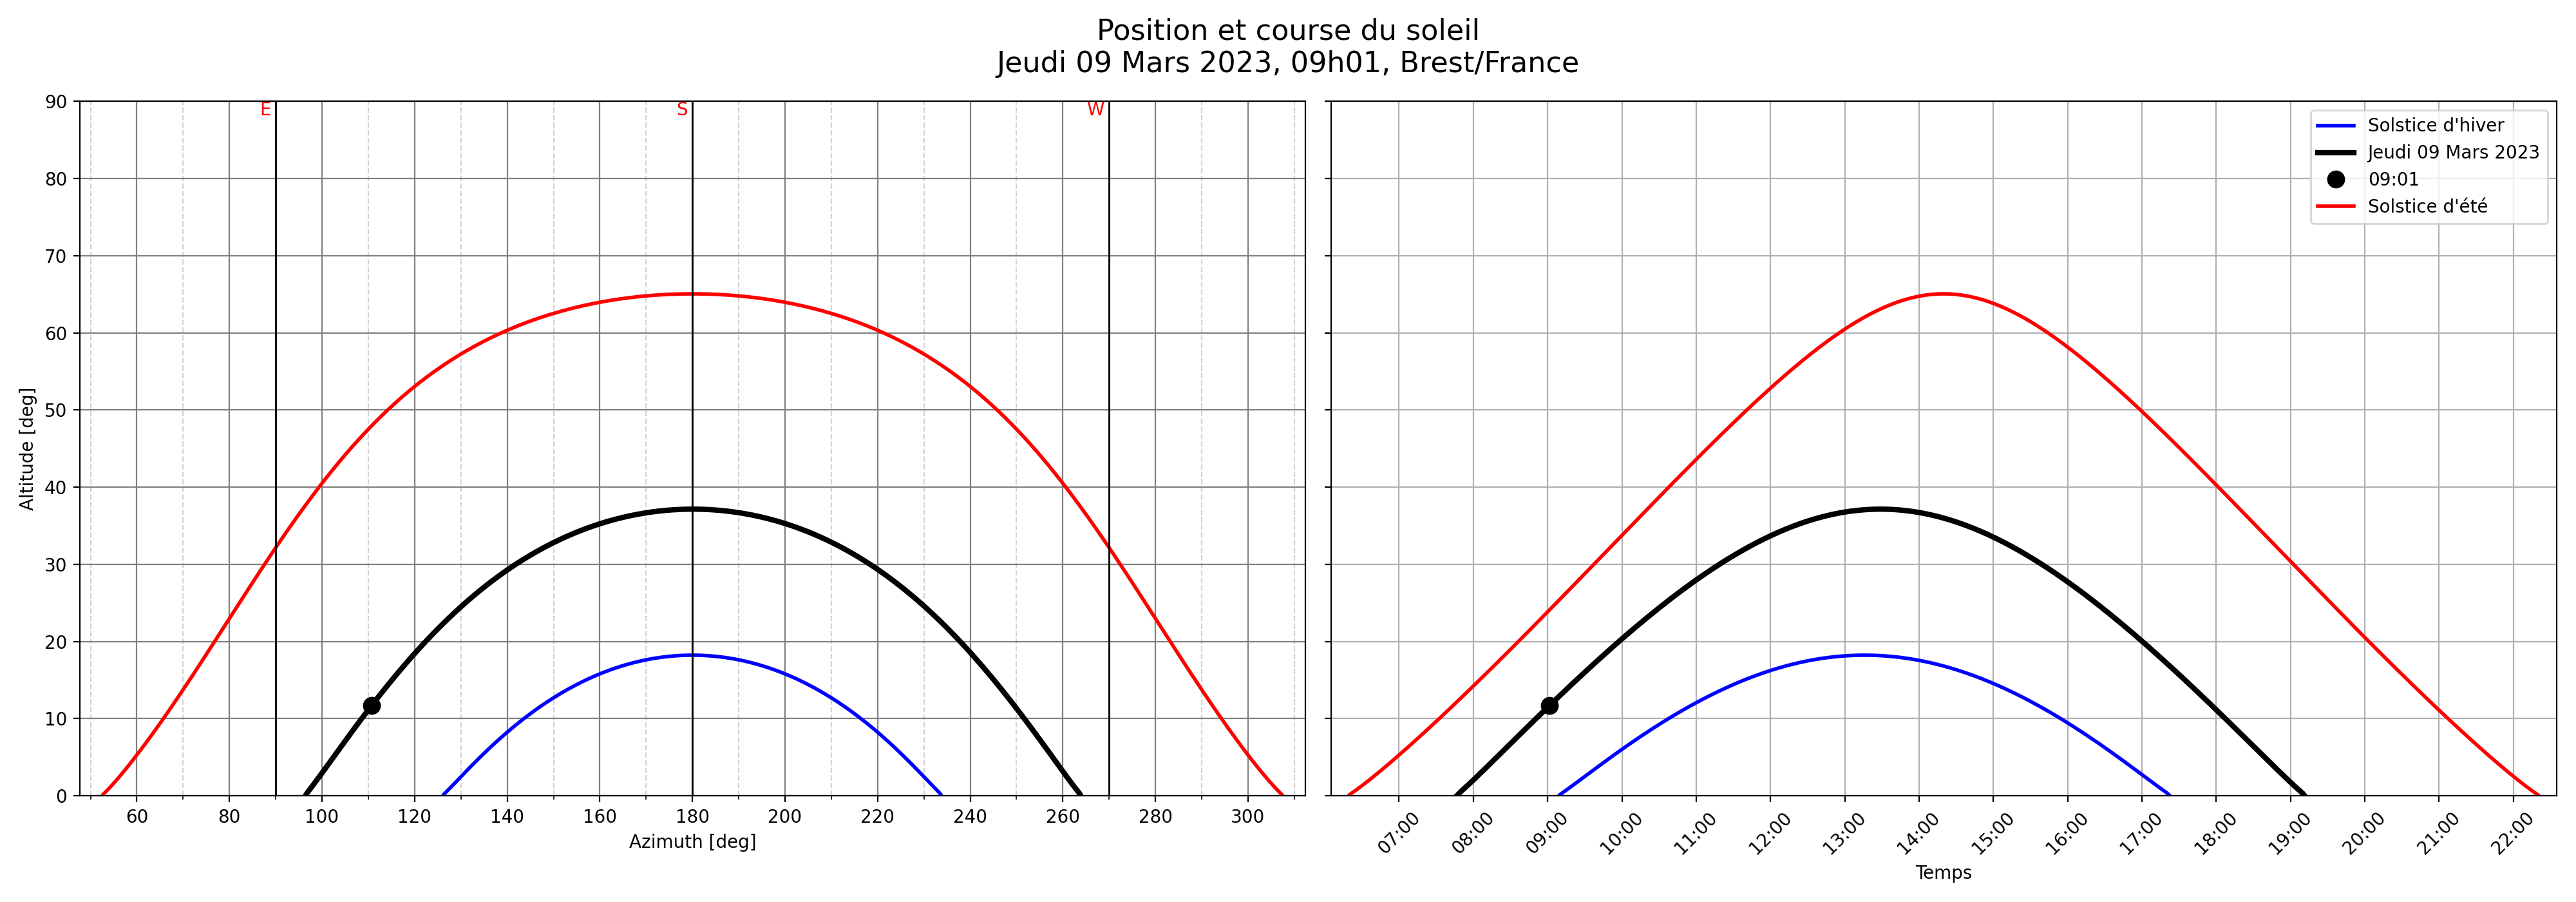 Position et course du soleil
Jeudi 09 Mars 2023, 09h01, Brest/France
E
S
W
90
80
70
60
50
40
30
20
10
0
Altitude [deg]
60 80 100 120 140 160 180 200 220 240 260 280 300
Azimuth [deg]
Solstice d'hiver
Jeudi 09 Mars 2023
09:01
Solstice d'été
07:00 08:00 09:00 10:00 11:00 12:00 13:00 14:00 15:00 16:00 17:00 18:00 19:00 20:00 21:00 22:00
Temps